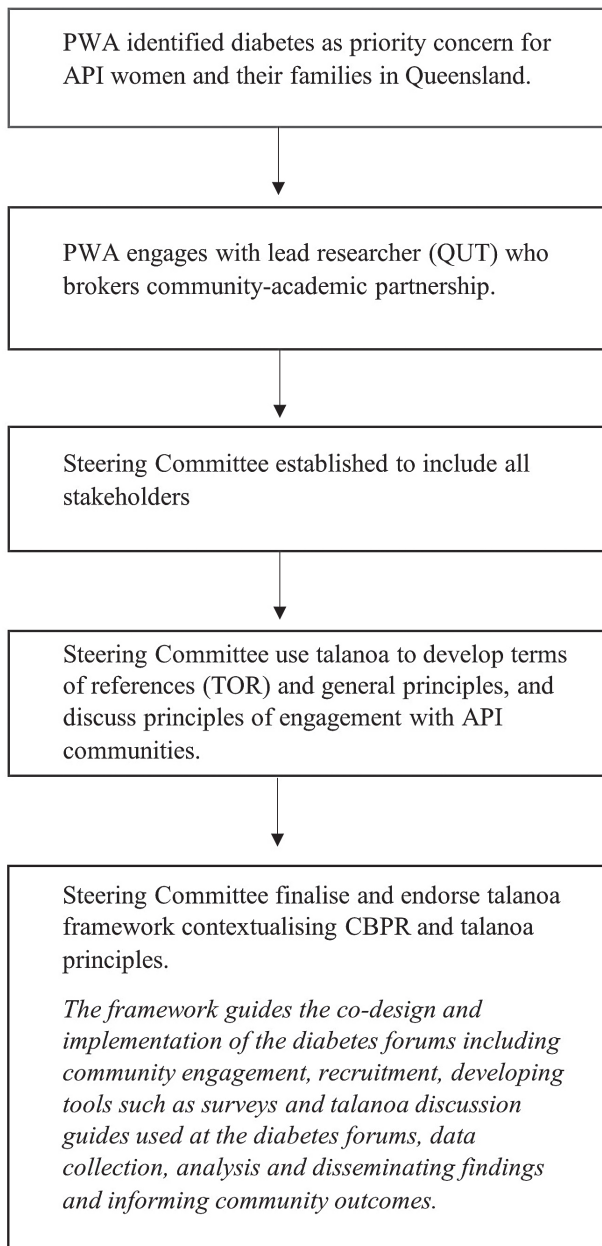 PWA identified diabetes as priority concern for
API women and their families in Queensland.
PWA engages with lead researcher (QUT) who
brokers community-academic partnership.
Steering Committee established to include all
stakeholders
Steering Committee use talanoa to develop terms
of references (TOR) and general principles, and
discuss principles of engagement with API
communities.
Steering Committee finalise and endorse talanoa
framework contextualising CBPR and talanoa
principles.
The framework guides the co-design and
implementation of the diabetes forums including
community engagement, recruitment, developing
tools such as surveys and talanoa discussion
guides used at the diabetes forums, data
collection, analysis and disseminating findings
and informing community outcomes.